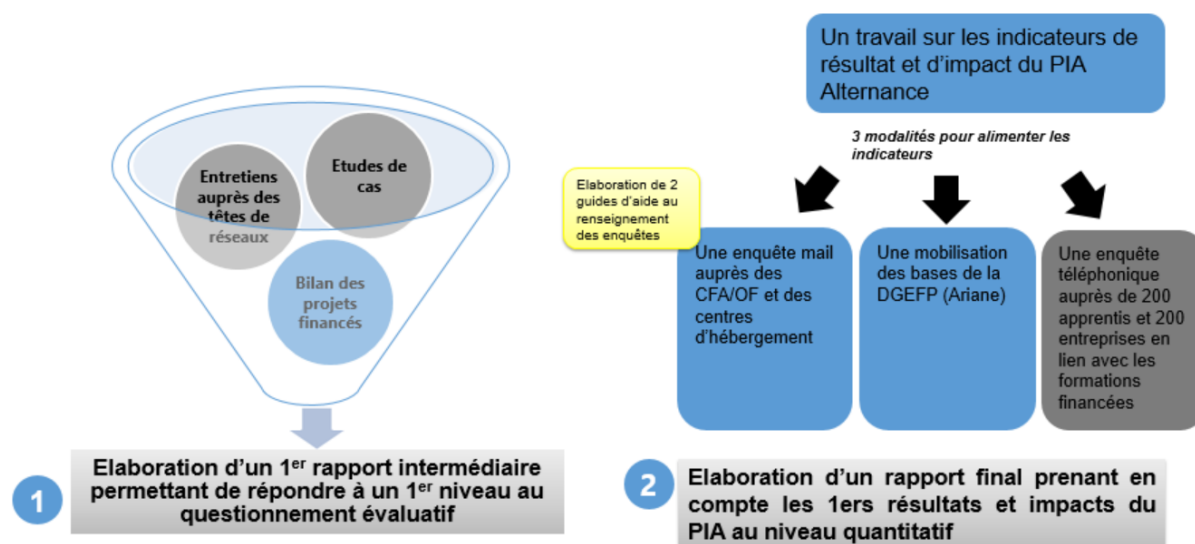 Entretiens
auprès des
têtes de
réseaux
Etudes de
cas
Bilan des
projets
financés
1
Elaboration d'un 1er rapport intermédiaire
permettant de répondre à un 1er niveau au
questionnement évaluatif
Un travail sur les indicateurs de
résultat et d'impact du PIA
Alternance
3 modalités pour alimenter les
indicateurs
Elaboration de 2
guides d'aide au
renseignement
des enquêtes
Une enquête mail
auprès des
CFA/OF et des
centres
d'hébergement
Une mobilisation
des bases de la
DGEFP (Ariane)
Une enquête
téléphonique
auprès de 200
apprentis et 200
entreprises en
lien avec les
formations
financées
2
Elaboration d'un rapport final prenant en
compte les 1ers résultats et impacts du
PIA au niveau quantitatif